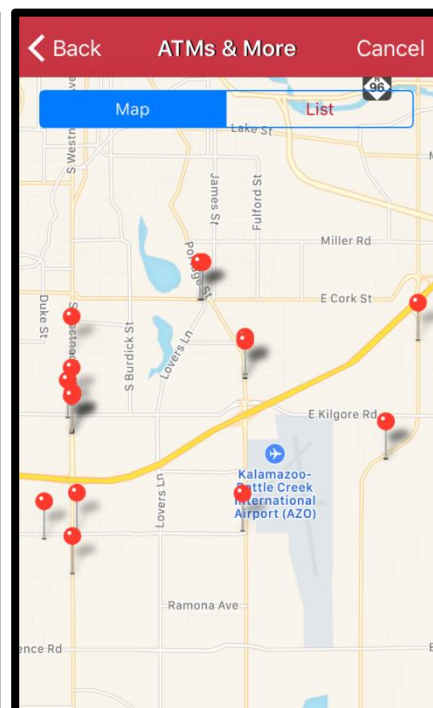 Back ATMs & More Cancel
M
96
Map List
S Westn
Ave
Lake St
James St
Fulford St
Miller Rd
Portage St
E Cork St
Duke St
S Burdick St
Lovers Ln
E Kilgore Rd
Kalamazoo-
Battle Creek
International
Airport (AZO)
Lovers Ln
Ramona Ave
ence Rd